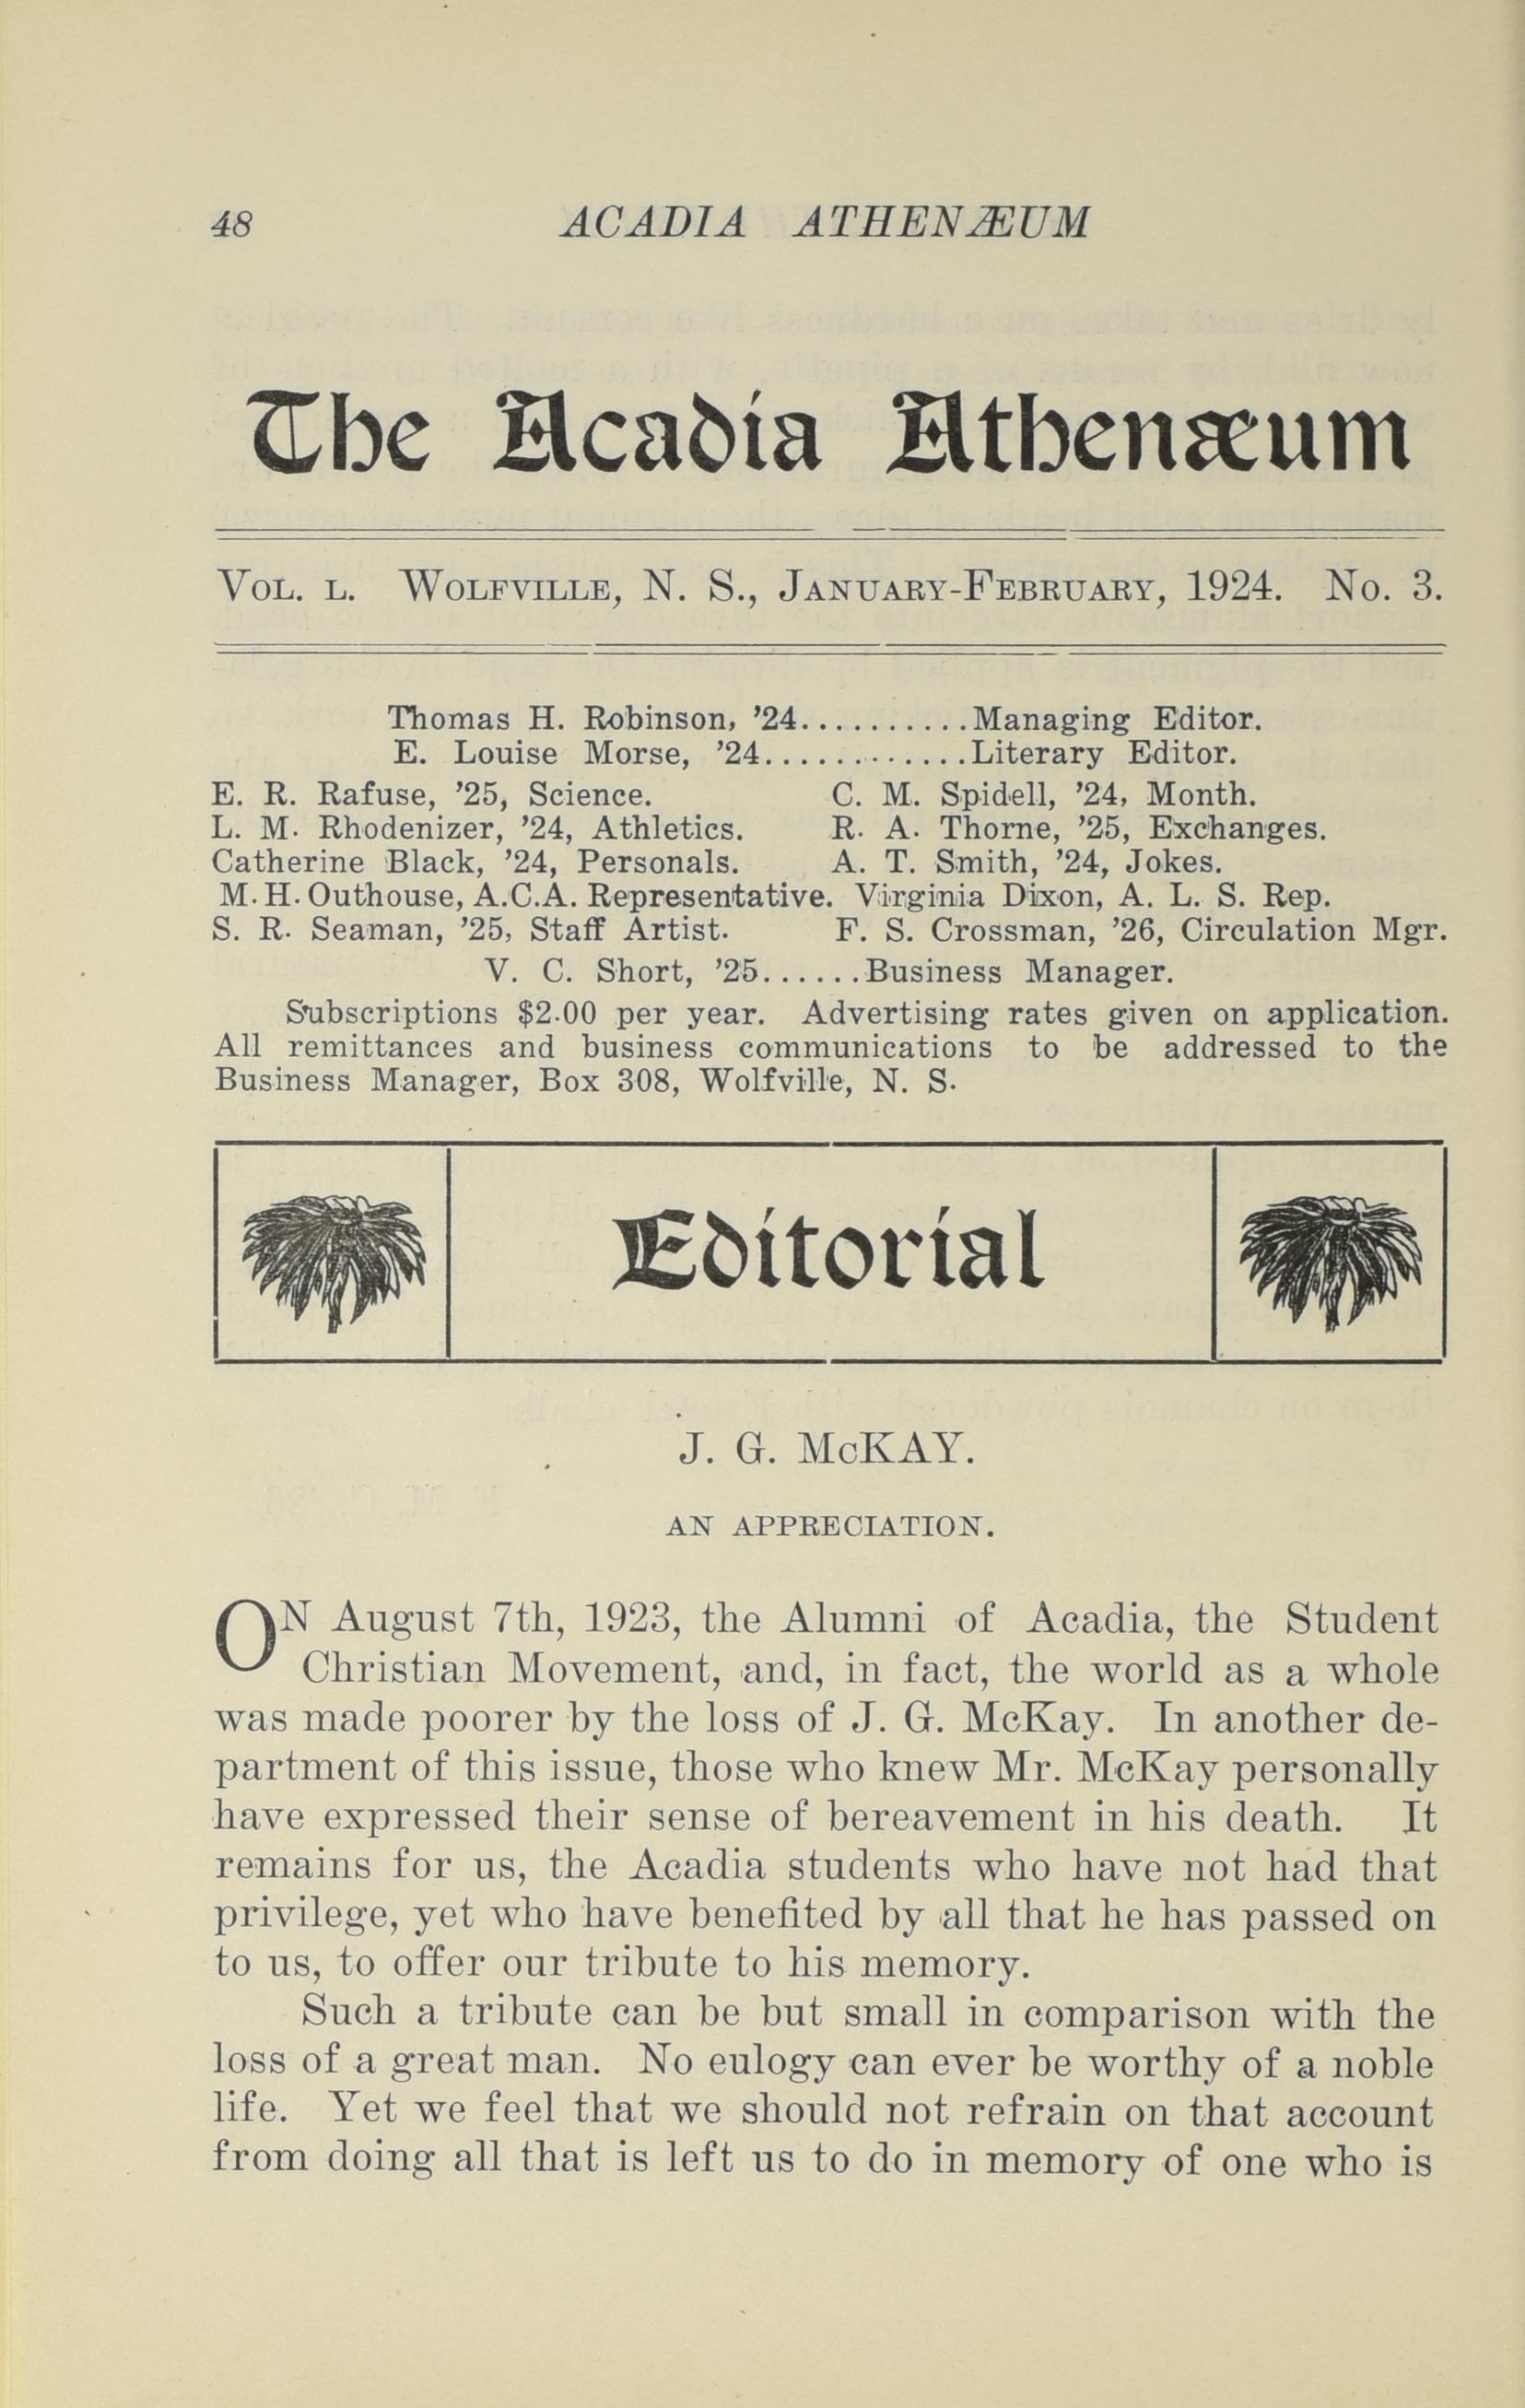 48 ACADIA ATHENÆUM
The Acadia Athenæum
VOL. L. WOLFVILLE, N. S., JANUARY-FEBRUARY, 1924. No. 3.
Thomas H. Robinson, '24...........Managing Editor.
E. Louise Morse, '24.............Literary Editor.
E. R. Rafuse, '25, Science. C. M. Spidell, '24, Month.
L. M. Rhodenizer, '24, Athletics. R. A. Thorne, '25, Exchanges.
Catherine Black, '24, Personals. A. T. Smith, '24, Jokes.
M. H. Outhouse, A.C.A. Representative. Virginia Dixon, A. L. S. Rep.
S. R. Seaman, '25, Staff Artist. F. S. Crossman, '26, Circulation Mgr.
V. C. Short, '25......Business Manager.
Subscriptions $2.00 per year. Advertising rates given on application.
All remittances and business communications to be addressed to the
Business Manager, Box 308, Wolfville, N. S.
Editorial
J. G. McKAY.
AN APPRECIATION.
ON August 7th, 1923, the Alumni of Acadia, the Student
Christian Movement, and, in fact, the world as a whole
was made poorer by the loss of J. G. McKay. In another de-
partment of this issue, those who knew Mr. McKay personally
have expressed their sense of bereavement in his death. It
remains for us, the Acadia students who have not had that
privilege, yet who have benefited by all that he has passed on
to us, to offer our tribute to his memory.
Such a tribute can be but small in comparison with the
loss of a great man. No eulogy can ever be worthy of a noble
life. Yet we feel that we should not refrain on that account
from doing all that is left us to do in memory of one who is